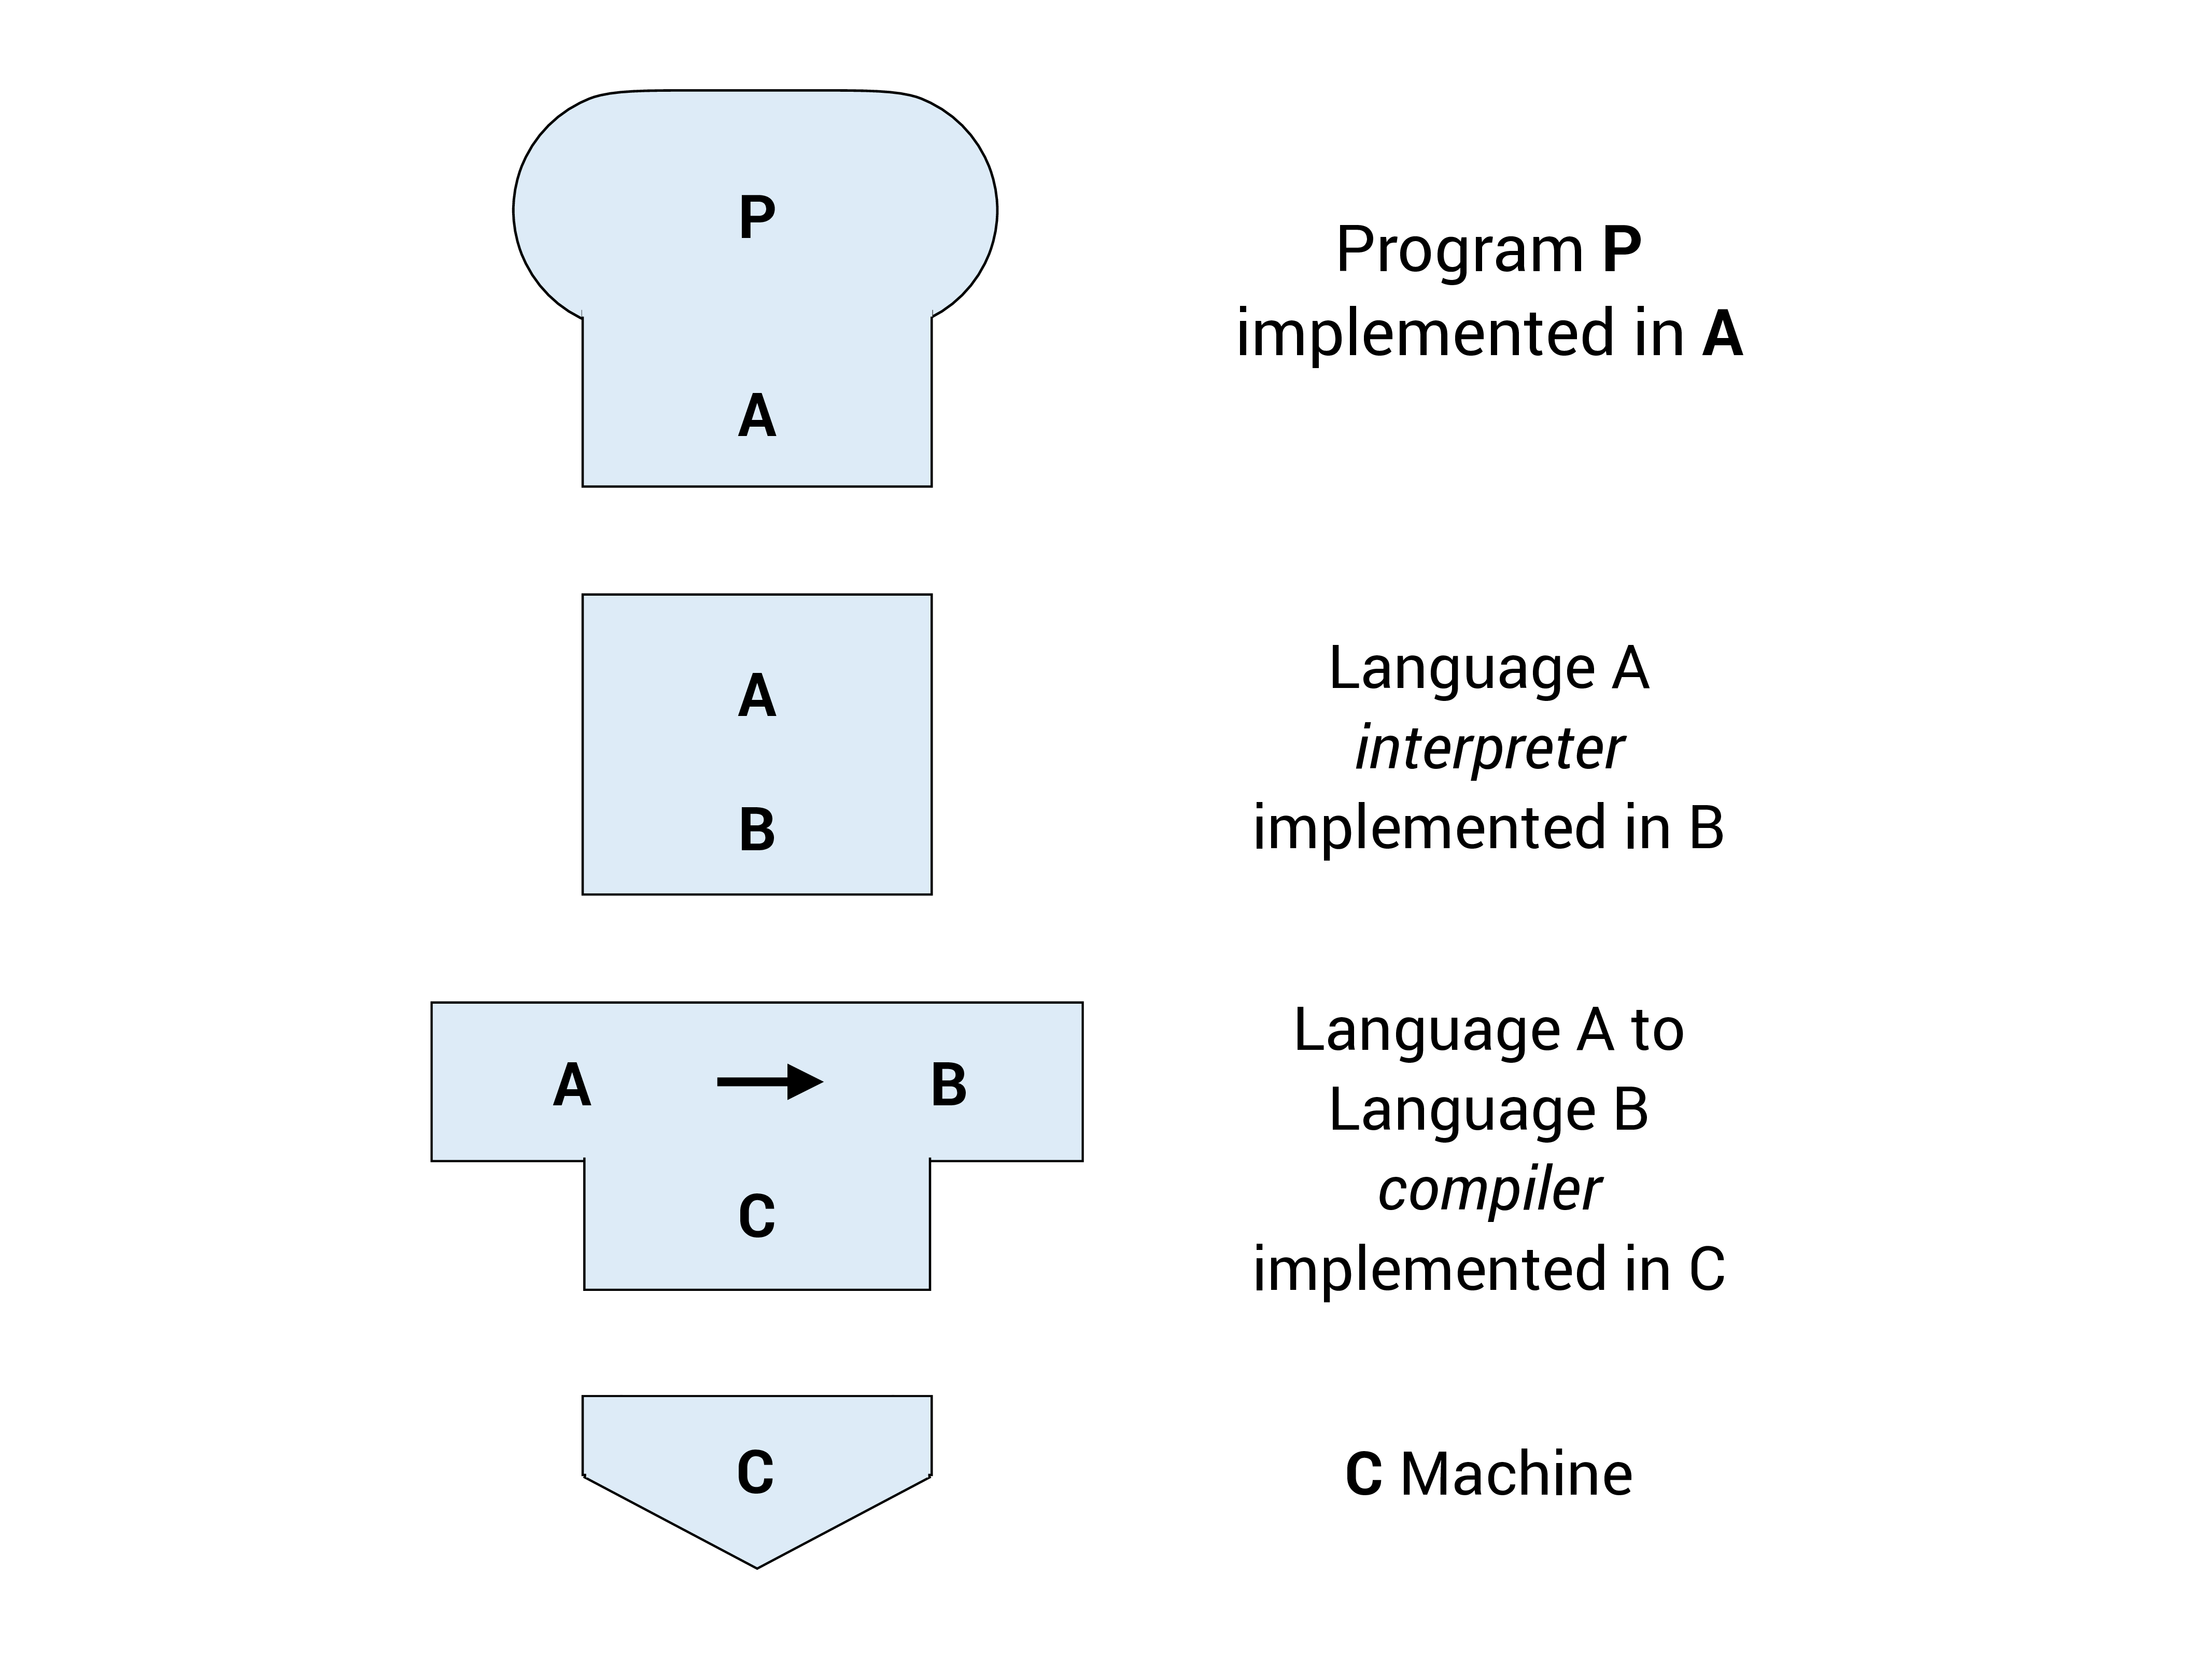 P
A
Program P
implemented in A
A
B
Language A
interpreter
implemented in B
A
B
C
Language A to
Language B
compiler
implemented in C
C
C Machine